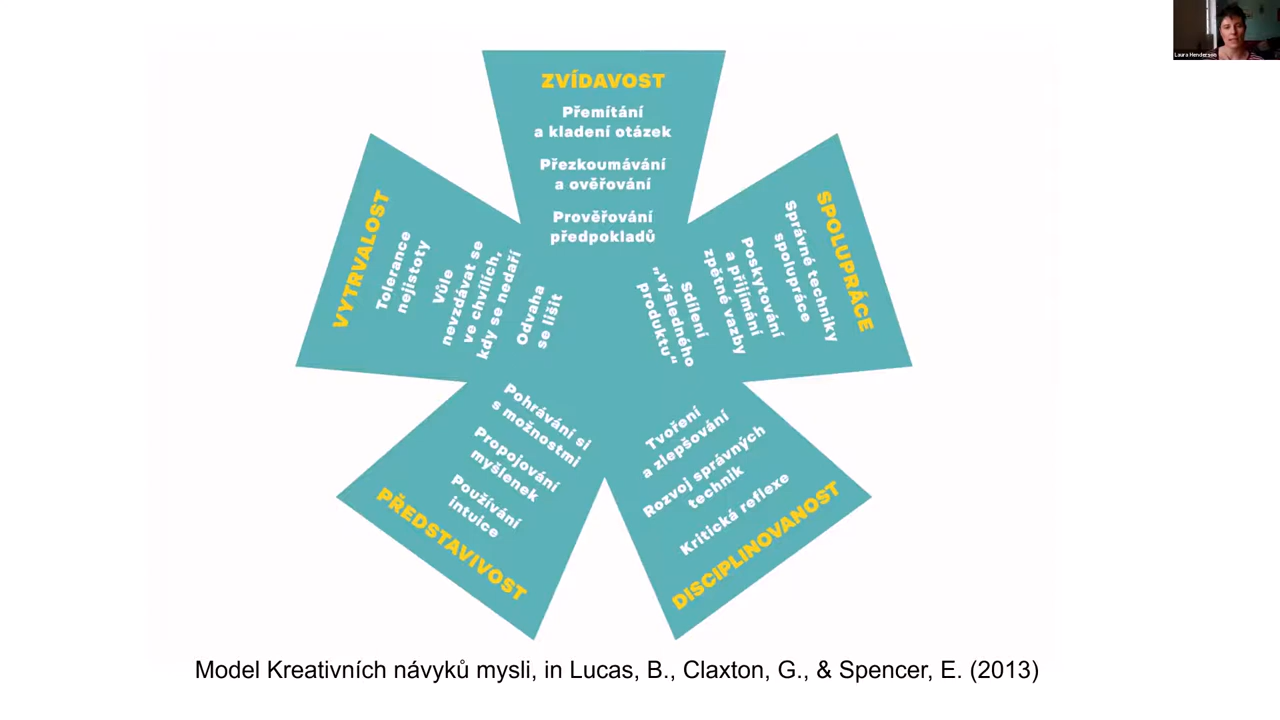 Laura Henderson
ZVÍDAVOST
Přemítání
a kladení otázek
Přezkoumávání
a ověřování
Prověřování
předpokladů
SPOLUPRÁCE
Správné techniky
spolupráce
Poskytování
a přijímání
zpětné vazby
Sdílení
„výsledného
produktu“
DISCIPLINOVANOST
Tvoření
a zlepšování
Rozvoj správných
technik
Kritická reflexe
PŘEDSTAVIVOST
Pohrávání si
s možnostmi
Propojování
myšlenek
Používání
intuice
VYTRVALOST
Tolerance
nejistoty
Vůle
nevzdávat se
ve chvílích,
kdy se nedaří
Odvaha
se lišit
Model Kreativních návyků mysli, in Lucas, B., Claxton, G., & Spencer, E. (2013)